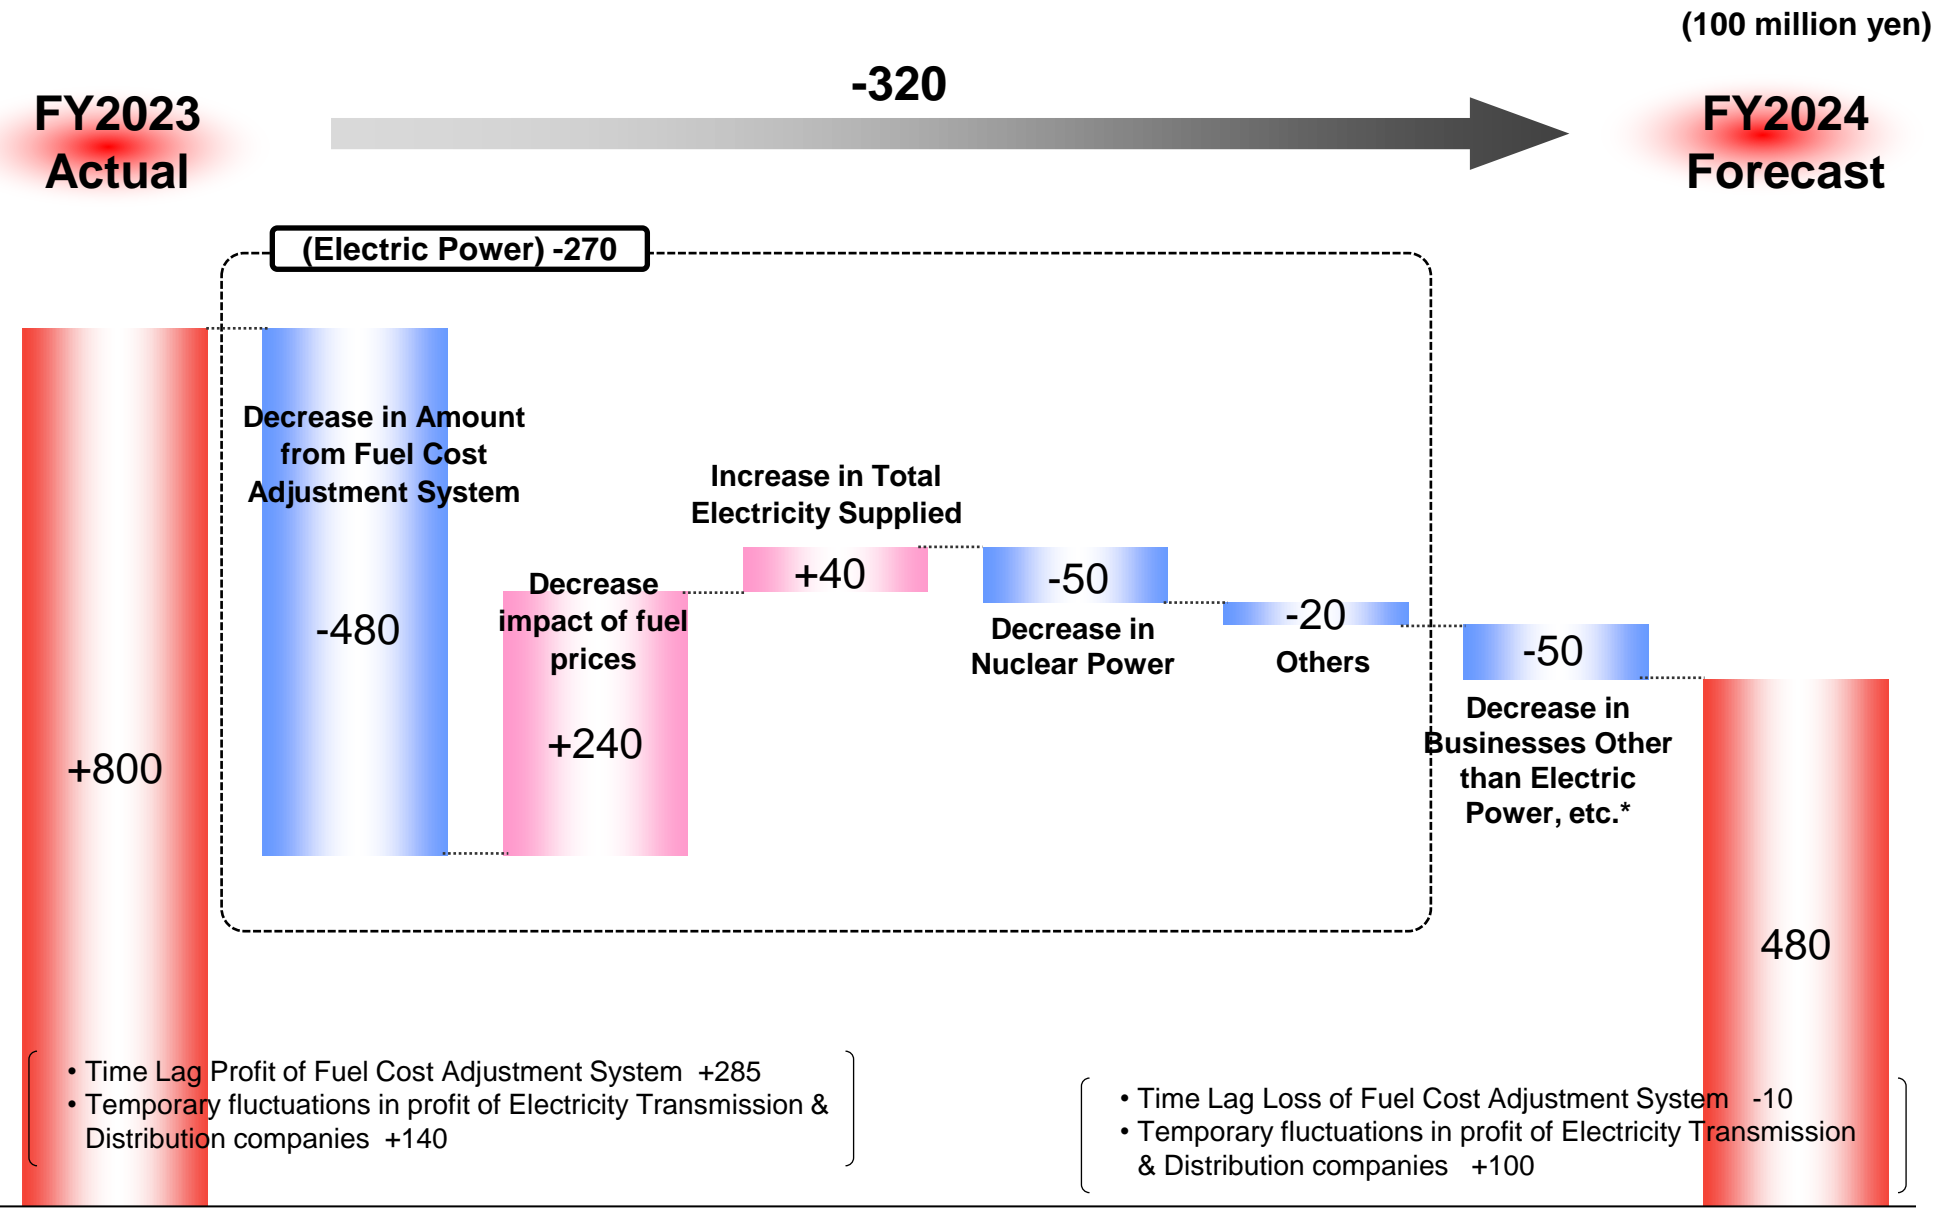 (100 million yen)
-320
FY2023
Actual
FY2024
Forecast
(Electric Power) -270
Decrease in Amount
from Fuel Cost
Adjustment System
-480
Decrease
impact of fuel
prices
+240
Increase in Total
Electricity Supplied
+40
-50
Decrease in
Nuclear Power
-20
Others
-50
Decrease in
Businesses Other
than Electric
Power, etc.*
+800
480
• Time Lag Profit of Fuel Cost Adjustment System +285
• Temporary fluctuations in profit of Electricity Transmission &
Distribution companies +140
• Time Lag Loss of Fuel Cost Adjustment System -10
• Temporary fluctuations in profit of Electricity Transmission
& Distribution companies +100